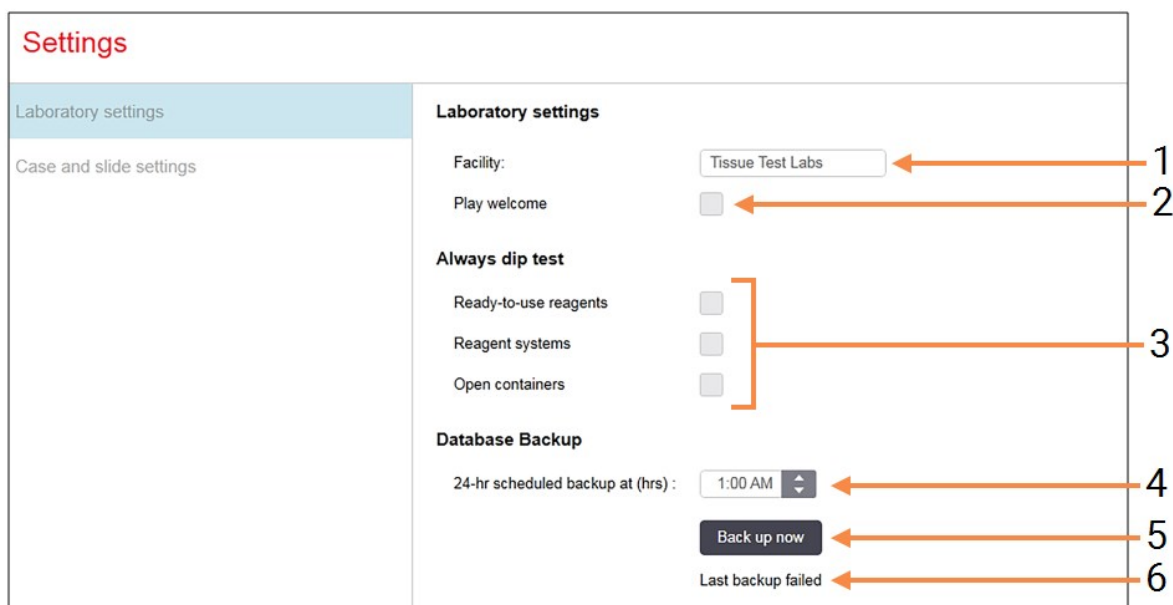 Settings
Laboratory settings
Case and slide settings
Laboratory settings
Facility: Tissue Test Labs 1
Play welcome 2
Always dip test
Ready-to-use reagents
Reagent systems 3
Open containers
Database Backup
24-hr scheduled backup at (hrs) : 1:00 AM 4
Back up now 5
Last backup failed 6